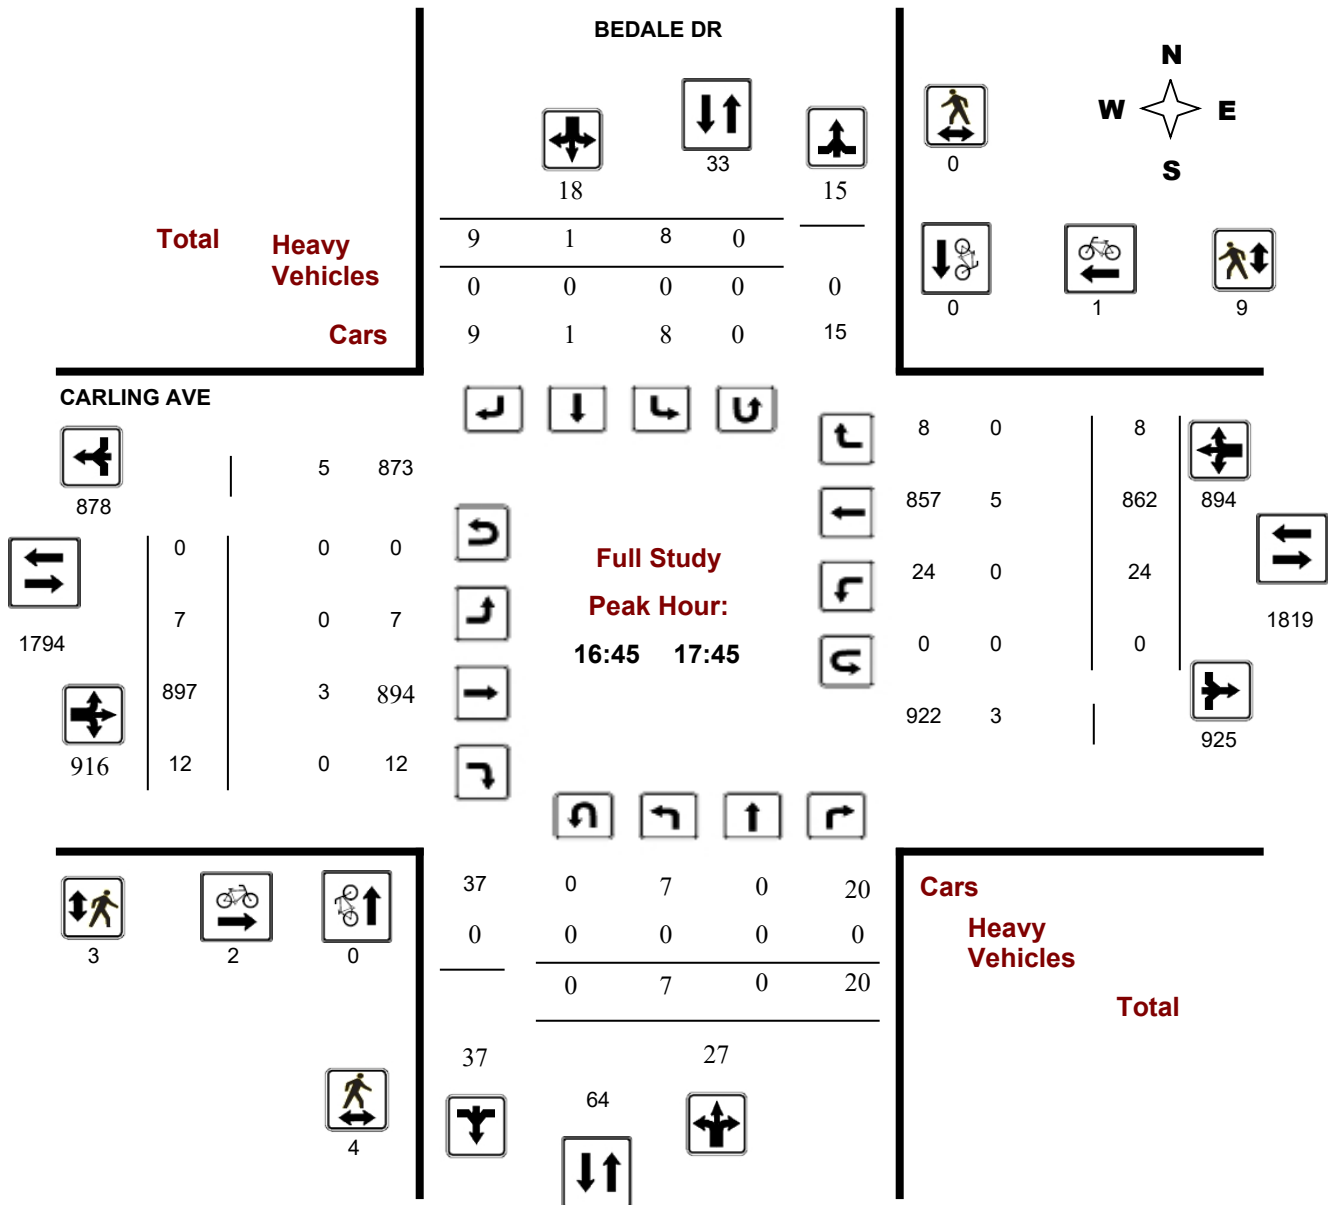 BEDALE DR
N
W E
S
33
0
18
15
Total
Heavy
Vehicles
9 1 8 0
0 0 0 0 0
0 1 9
Cars
9 1 8 0 15
CARLING AVE
8 0 8
5 873
878
857 5 862 894
0 0 0
Full Study
24 0 24
7 0 7
Peak Hour:
1819
1794
16:45 17:45
0 0 0
897 3 894
922 3
925
916 12 0 12
37 0 7 0 20
Cars
0 0 0 0 0
Heavy
Vehicles
3 2 0
0 7 0 20
Total
37 27
64
4